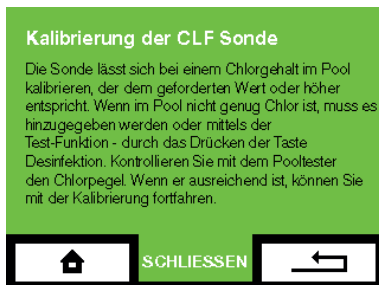 Kalibrierung der CLF Sonde
Die Sonde lässt sich bei einem Chlorgehalt im Pool
kalibrieren, der dem geforderten Wert oder höher
entspricht. Wenn im Pool nicht genug Chlor ist, muss es
hinzugegeben werden oder mittels der
Test-Funktion - durch das Drücken der Taste
Desinfektion. Kontrollieren Sie mit dem Pooltester
den Chlorpegel. Wenn er ausreichend ist, können Sie
mit der Kalibrierung fortfahren.
SCHLIESSEN